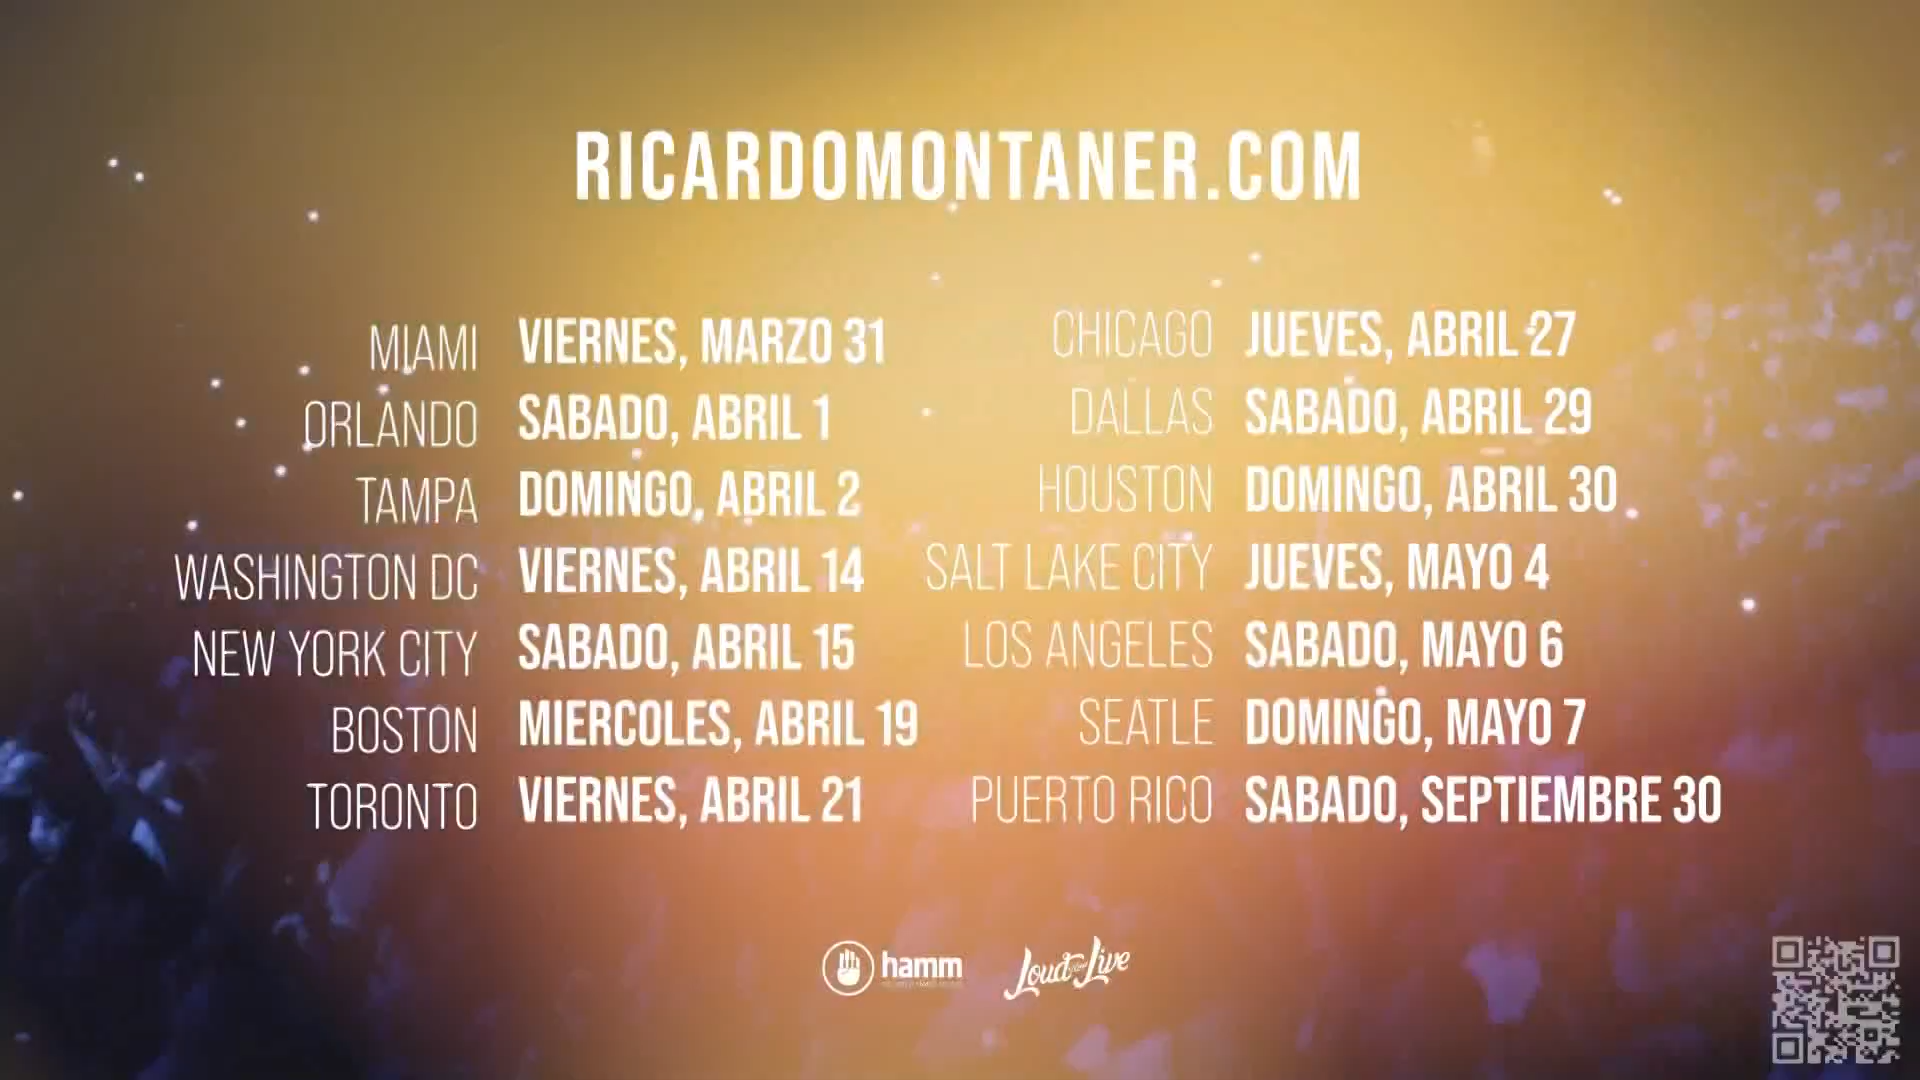 RICARDOMONTANER.COM
MIAMI VIERNES, MARZO 31
ORLANDO SABADO, ABRIL 1
TAMPA DOMINGO, ABRIL 2
WASHINGTON DC VIERNES, ABRIL 14
NEW YORK CITY SABADO, ABRIL 15
BOSTON MIERCOLES, ABRIL 19
TORONTO VIERNES, ABRIL 21
CHICAGO JUEVES, ABRIL 27
DALLAS SABADO, ABRIL 29
HOUSTON DOMINGO, ABRIL 30
SALT LAKE CITY JUEVES, MAYO 4
LOS ANGELES SABADO, MAYO 6
SEATLE DOMINGO, MAYO 7
PUERTO RICO SABADO, SEPTIEMBRE 30
hamm
Loud and Live